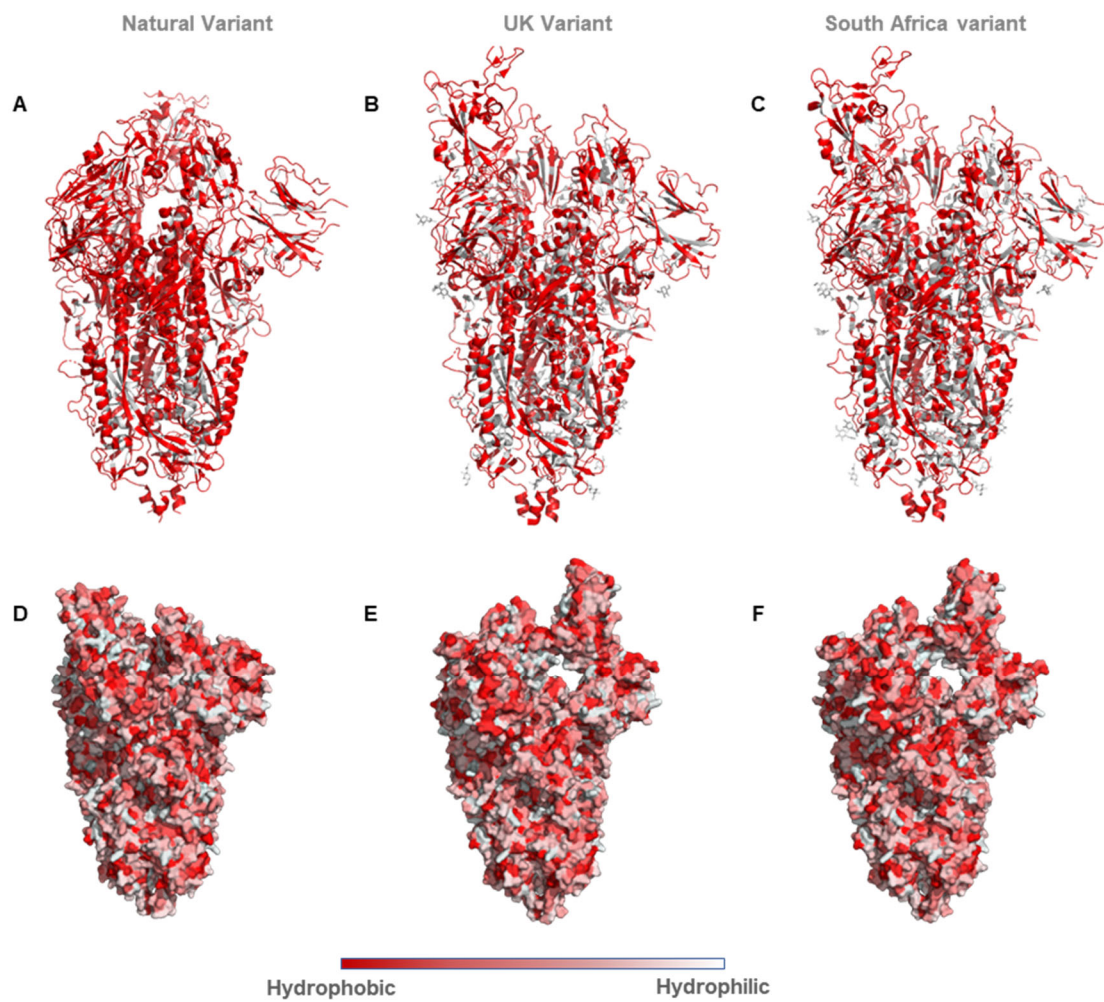 Natural Variant
UK Variant
South Africa variant
A
B
C
D
E
F
Hydrophobic
Hydrophilic